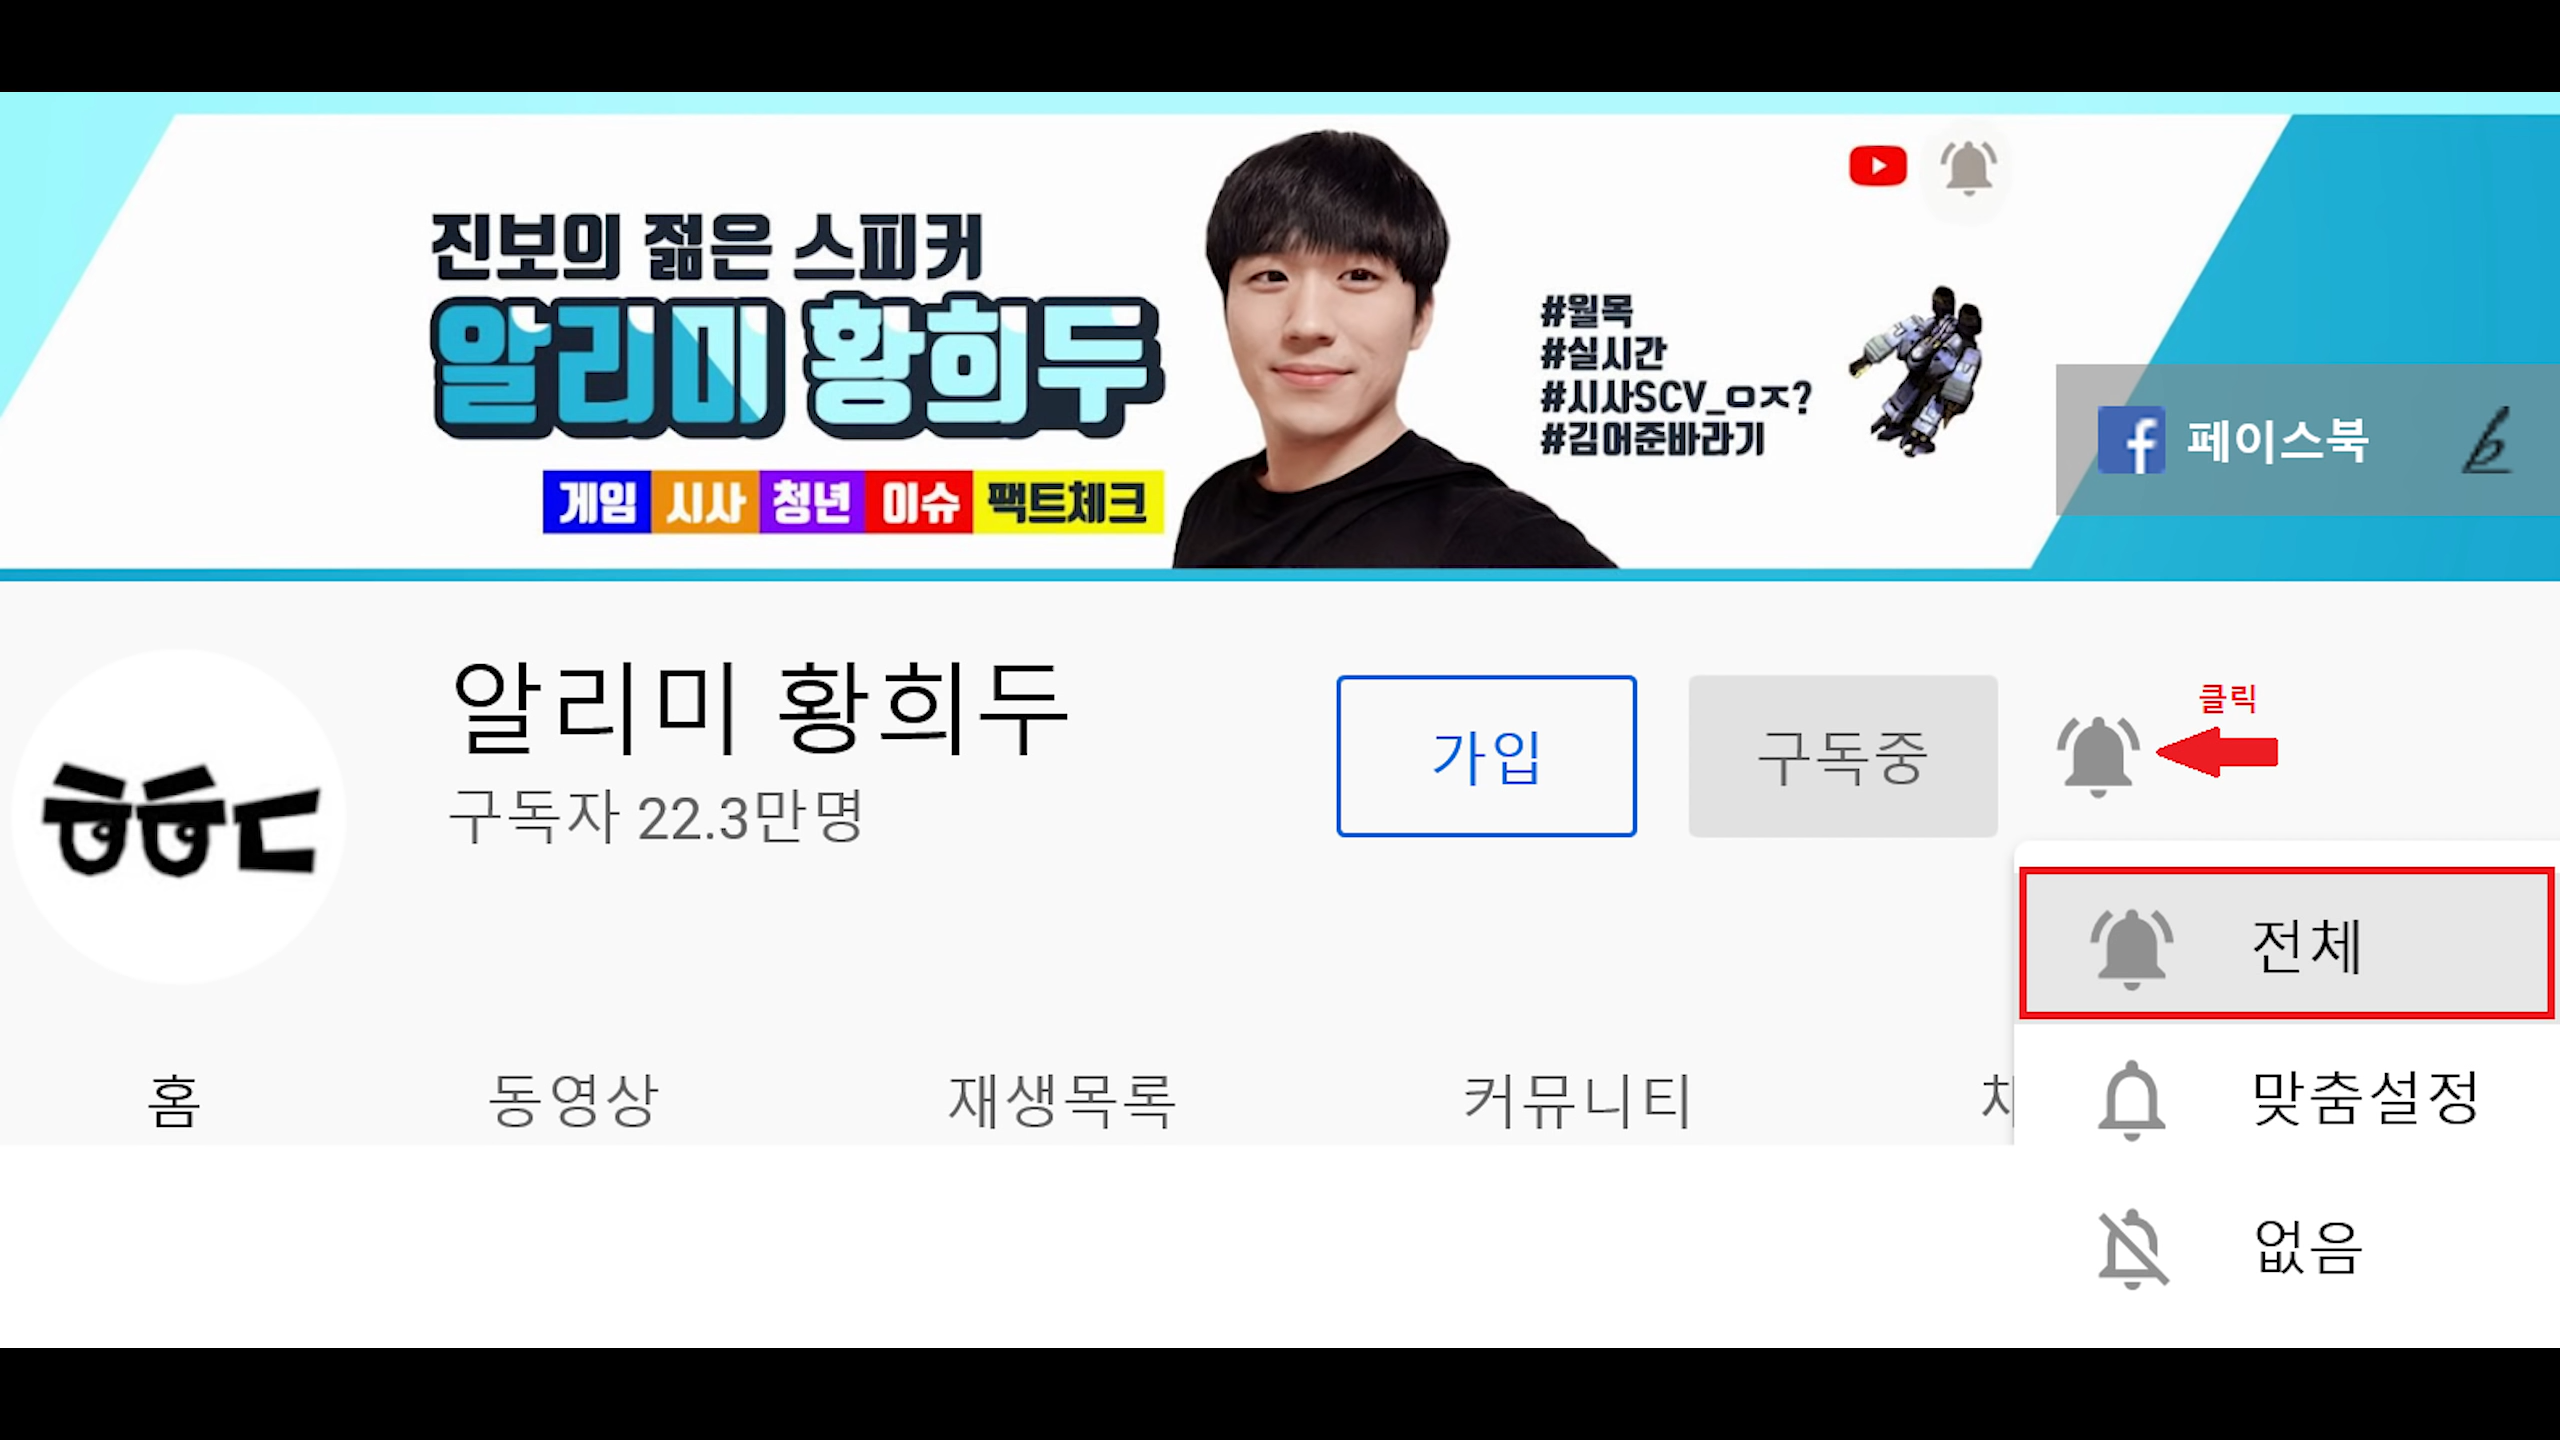 진보의 젊은 스피커
알리미 황희두
게임 시사 청년 이슈 팩트체크
#월목
#실시간
#시사SCV_ㅇㅈ?
#김어준바라기
페이스북
ㅎㅎㄷ
알리미 황희두
구독자 22.3만명
가입
구독중
클릭
전체
맞춤설정
없음
홈 동영상 재생목록 커뮤니티